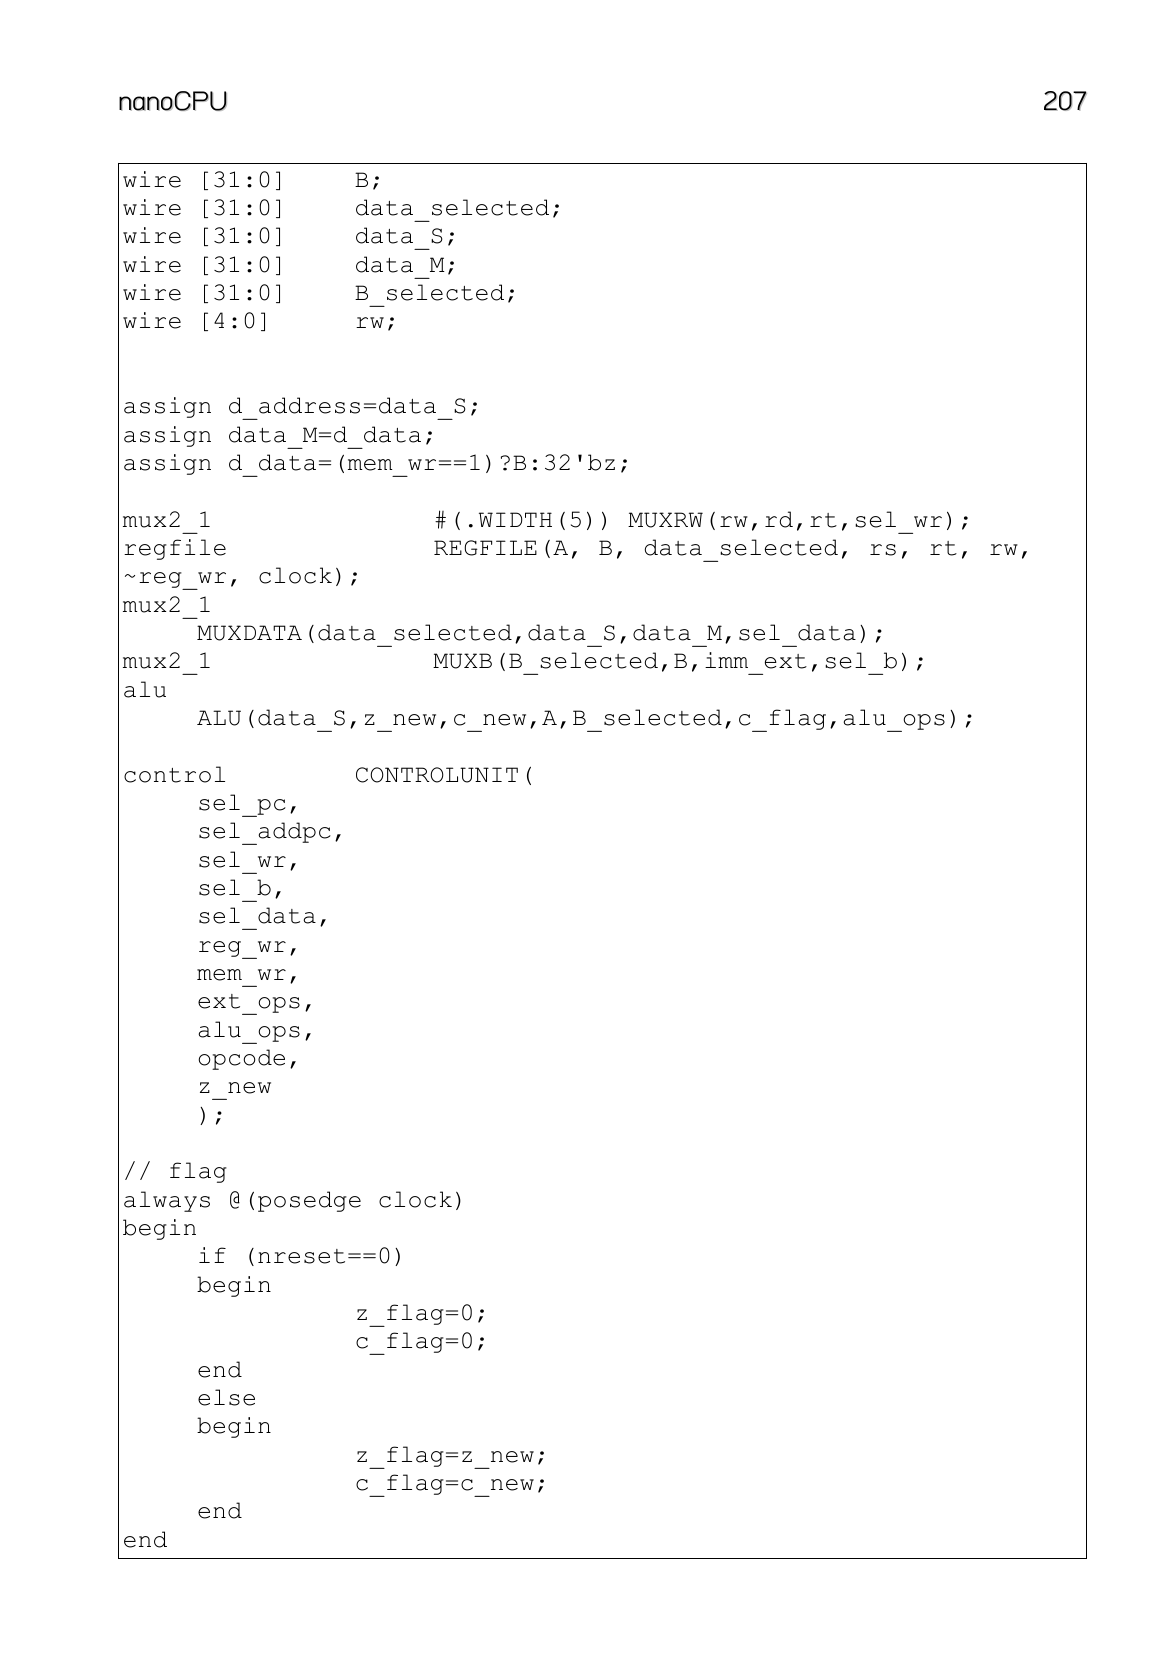 nanoCPU 207
wire [31:0] B;
wire [31:0] data_selected;
wire [31:0] data_S;
wire [31:0] data_M;
wire [31:0] B_selected;
wire [4:0] rw;
assign d_address=data_S;
assign data_M=d_data;
assign d_data=(mem_wr==1)?B:32'bz;
mux2_1 #(.WIDTH(5)) MUXRW(rw,rd,rt,sel_wr);
regfile REGFILE(A, B, data_selected, rs, rt, rw,
~reg_wr, clock);
mux2_1
MUXDATA(data_selected,data_S,data_M,sel_data);
mux2_1 MUXB(B_selected,B,imm_ext,sel_b);
alu
ALU(data_S,z_new,c_new,A,B_selected,c_flag,alu_ops);
control CONTROLUNIT(
sel_pc,
sel_addpc,
sel_wr,
sel_b,
sel_data,
reg_wr,
mem_wr,
ext_ops,
alu_ops,
opcode,
z_new
);
// flag
always @(posedge clock)
begin
if (nreset==0)
begin
z_flag=0;
c_flag=0;
end
else
begin
z_flag=z_new;
c_flag=c_new;
end
end